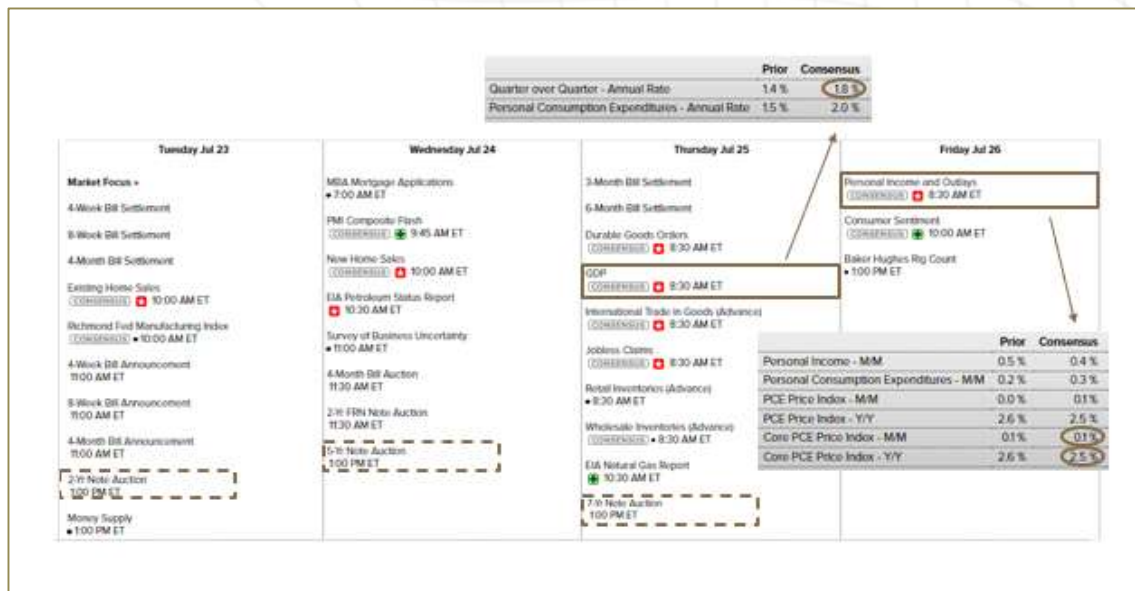 Prior Consensus
Quarter over Quarter - Annual Rate 1.4 % 1.8 %
Personal Consumption Expenditures - Annual Rate 1.5 % 2.0 %
Tuesday Jul 23
Market Focus »
4-Week Bill Settlement
8-Week Bill Settlement
4-Month Bill Settlement
Existing Home Sales
CONSENSUS 10:00 AM ET
Richmond Fed Manufacturing Index
CONSENSUS • 10:00 AM ET
4-Week Bill Announcement
11:00 AM ET
8-Week Bill Announcement
11:00 AM ET
4-Month Bill Announcement
11:00 AM ET
2-Yr Note Auction
1:00 PM ET
Money Supply
• 1:00 PM ET
Wednesday Jul 24
MBA Mortgage Applications
• 7:00 AM ET
PMI Composite Flash
CONSENSUS 9:45 AM ET
New Home Sales
CONSENSUS 10:00 AM ET
EIA Petroleum Status Report
10:30 AM ET
Survey of Business Uncertainty
• 11:00 AM ET
4-Month Bill Auction
11:30 AM ET
2-Yr FRN Note Auction
11:30 AM ET
5-Yr Note Auction
1:00 PM ET
Thursday Jul 25
3-Month Bill Settlement
6-Month Bill Settlement
Durable Goods Orders
CONSENSUS 8:30 AM ET
GDP
CONSENSUS 8:30 AM ET
International Trade in Goods (Advance)
CONSENSUS 8:30 AM ET
Jobless Claims
CONSENSUS 8:30 AM ET
Retail Inventories (Advance)
• 8:30 AM ET
Wholesale Inventories (Advance)
CONSENSUS • 8:30 AM ET
EIA Natural Gas Report
10:30 AM ET
7-Yr Note Auction
1:00 PM ET
Friday Jul 26
Personal Income and Outlays
CONSENSUS 8:30 AM ET
Consumer Sentiment
CONSENSUS 10:00 AM ET
Baker Hughes Rig Count
• 1:00 PM ET
Prior Consensus
Personal Income - M/M 0.5 % 0.4 %
Personal Consumption Expenditures - M/M 0.2 % 0.3 %
PCE Price Index - M/M 0.0 % 0.1 %
PCE Price Index - Y/Y 2.6 % 2.5 %
Core PCE Price Index - M/M 0.1 % 0.1 %
Core PCE Price Index - Y/Y 2.6 % 2.5 %